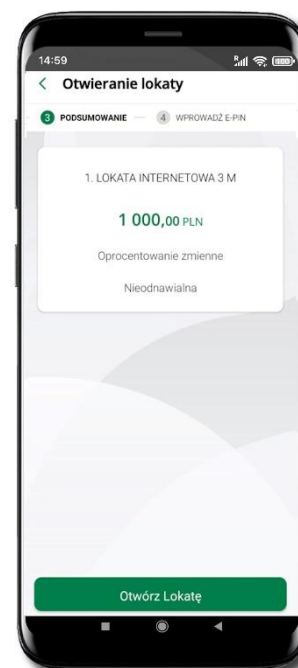 14:59
Otwieranie lokaty
3 PODSUMOWANIE 4 WPROWADŹ E-PIN
1. LOKATA INTERNETOWA 3 M
1 000,00 PLN
Oprocentowanie zmienne
Nieodnawialna
Otwórz Lokatę